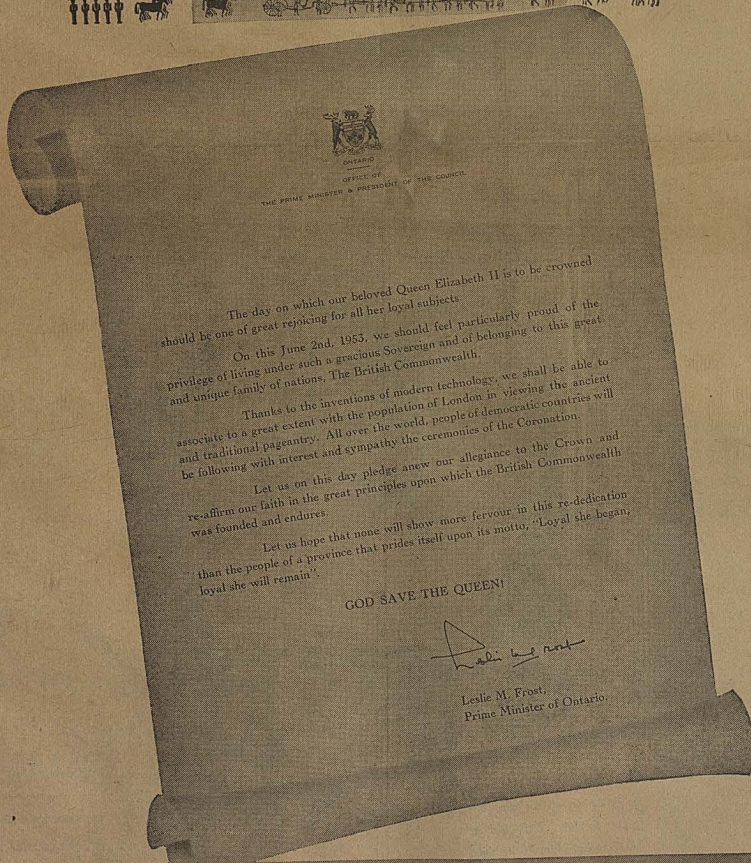 ONTARIO
OFFICE OF
THE PRIME MINISTER & PRESIDENT OF THE COUNCIL
The day on which our beloved Queen Elizabeth II is to be crowned
should be one of great rejoicing for all her loyal subjects
On this June 2nd, 1953, we should feel particularly proud of the
privilege of living under such a gracious Sovereign and of belonging to this great
and unique family of nations, The British Commonwealth.
Thanks to the inventions of modern technology, we shall be able to
associate to a great extent with the population of London in viewing the ancient
and traditional pageantry. All over the world, people of democratic countries will
be following with interest and sympathy the ceremonies of the Coronation.
Let us on this day pledge anew our allegiance to the Crown and
re-affirm our faith in the great principles upon which the British Commonwealth
was founded and endures.
Let us hope that none will show more fervour in this re-dedication
than the people of a province that prides itself upon its motto, "Loyal she began,
loyal she will remain".
GOD SAVE THE QUEEN!
Leslie M. Frost
Leslie M. Frost,
Prime Minister of Ontario.